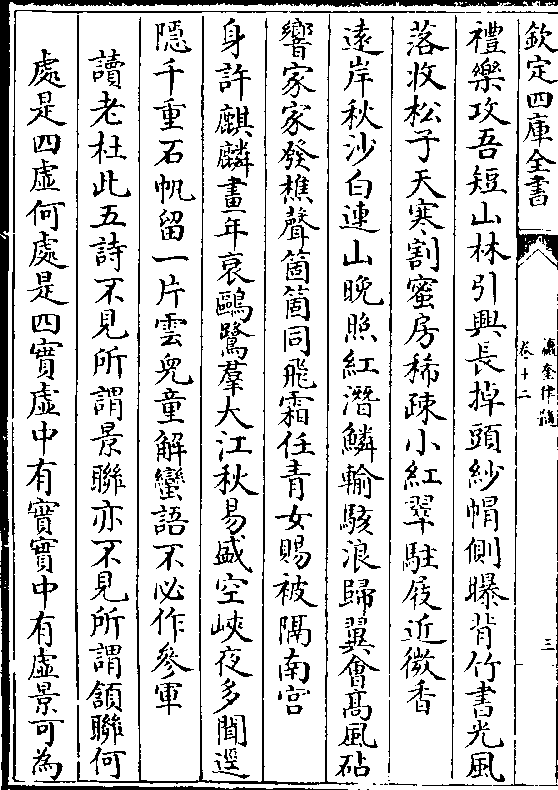 欽定四庫全書
瀛奎律髓
卷十二
三
禮樂攻吾短山林引興長掉頭紗帽側曝背竹書光風
落收松子天寒割蜜房稀疎小紅翠駐屐近微香
遠岸秋沙白連山晚照紅潛鱗輸駭浪歸翼會髙風砧
響家家發樵聲箇箇同飛霜任青女賜被隔南宮
身許麒麟畫年衰鷗鷺羣大江秋易盛空峽夜多聞逕
隱千重石帆留一片雲兒童解蠻語不必作參軍
讀老杜此五詩不見所謂景聯亦不見所謂頷聯何
處是四虛何處是四實虛中有實實中有虛景可為